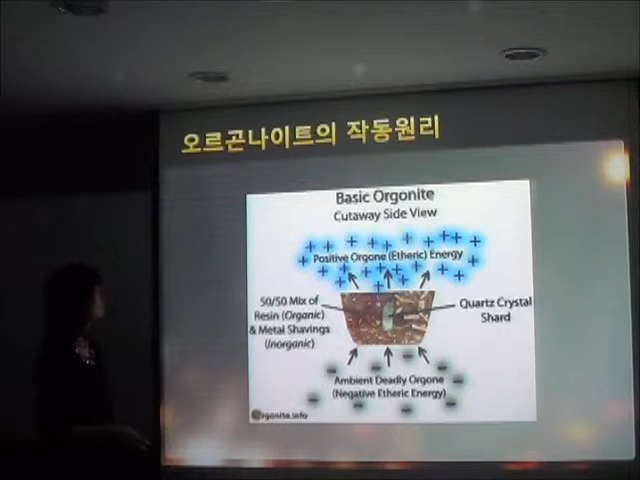 오르곤나이트의 작동원리
Basic Orgonite
Cutaway Side View
Positive Orgone (Etheric) Energy
50/50 Mix of
Resin (Organic)
& Metal Shavings
(Inorganic)
Quartz Crystal
Shard
Ambient Deadly Orgone
(Negative Etheric Energy)
rgonite.info